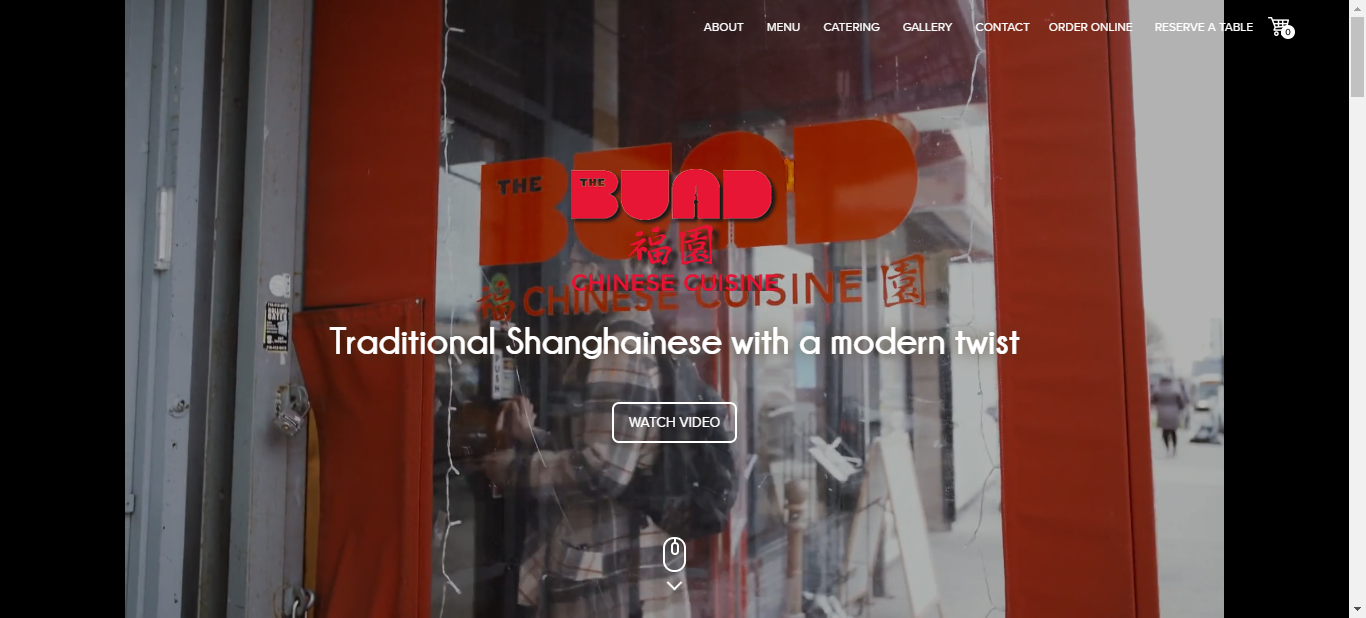 ABOUT MENU CATERING GALLERY CONTACT ORDER ONLINE RESERVE A TABLE 0
THE BUND
福園
CHINESE CUISINE
THE BUND
福 CHINESE CUISINE 園
Traditional Shanghainese with a modern twist
WATCH VIDEO